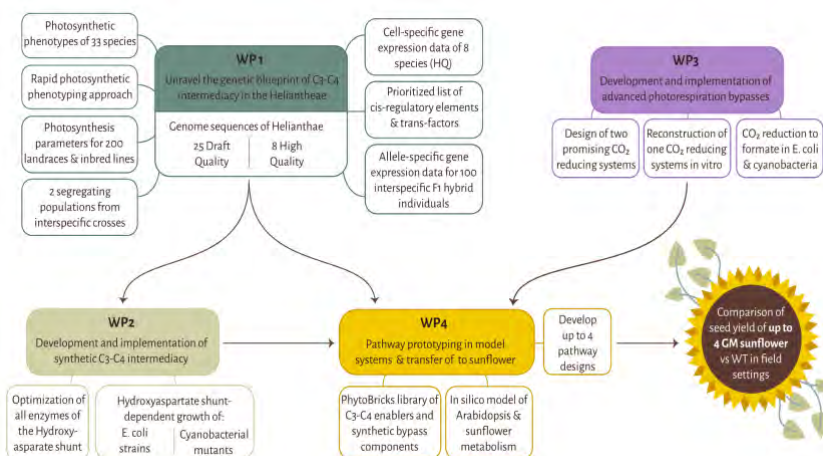 Photosynthetic
phenotypes of 33 species
Rapid photosynthetic
phenotyping approach
Photosynthesis
parameters for 200
landraces & inbred lines
2 segregating
populations from
interspecific crosses
WP1
Unravel the genetic Blueprint of C3-C4
intermediacy in the Heliantheae
Genome sequences of Helianthae
25 Draft
Quality
8 High
Quality
Cell-specific gene
expression data of 8
species (HQ)
Prioritized list of
cis-regulatory elements
& trans-factors
Allele-specific gene
expression data for 100
interspecific F1 hybrid
individuals
WP3
Development and implementation of
advanced photorespiration bypasses
Design of two
promising CO₂
reducing systems
Reconstruction of
one CO₂ reducing
systems in vitro
CO₂ reduction to
formate in E. coli
& cyanobacteria
WP2
Development and implementation of
synthetic C3-C4 intermediacy
Optimization of
all enzymes of
the Hydroxy-
asparate shunt
Hydroxyaspartate shunt-
dependent growth of:
E. coli
strains
Cyanobacterial
mutants
WP4
Pathway prototyping in model
systems & transfer of to sunflower
PhytoBricks library of
C3-C4 enablers and
synthetic bypass
components
In silico model of
Arabidopsis &
sunflower
metabolism
Develop
up to 4
pathway
designs
Comparison of
seed yield of up to
4 GM sunflower
vs WT in field
settings